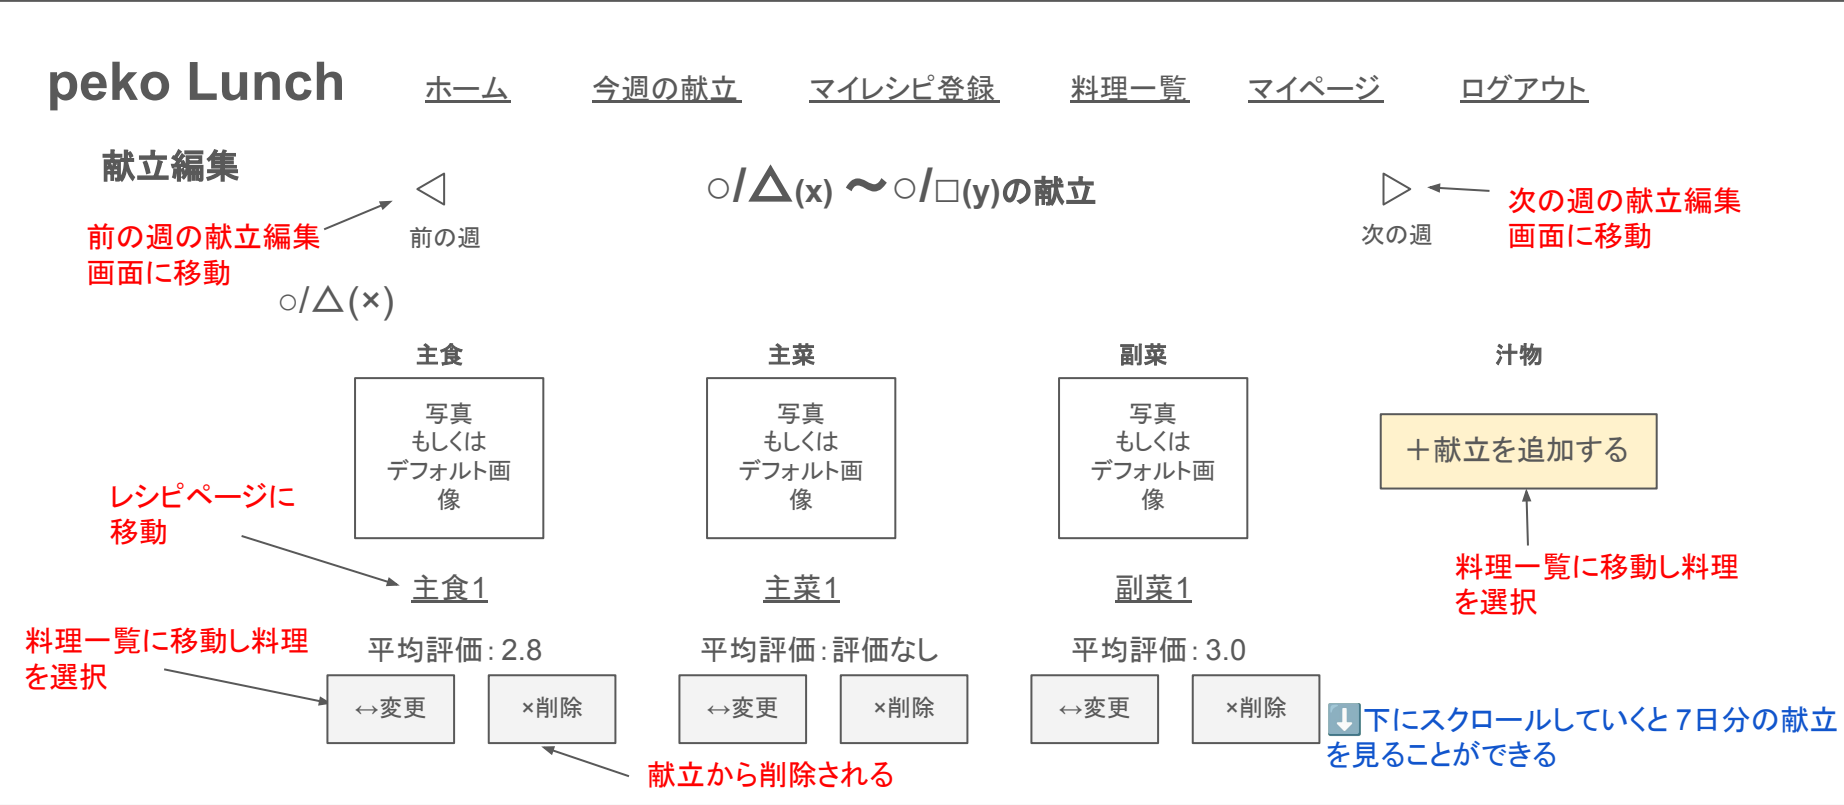 peko Lunch ホーム 今週の献立 マイレシピ登録 料理一覧 マイページ ログアウト
献立編集
○/△(x) 〜○/□(y)の献立
前の週の献立編集
画面に移動
◁
前の週
▷
次の週
次の週の献立編集
画面に移動
○/△(×)
主食 主菜 副菜 汁物
写真
もしくは
デフォルト画
像
写真
もしくは
デフォルト画
像
写真
もしくは
デフォルト画
像
＋献立を追加する
レシピページに
移動
料理一覧に移動し料理
を選択
主食1 主菜1 副菜1
料理一覧に移動し料理
を選択
平均評価：2.8 平均評価：評価なし 平均評価：3.0
↔変更 ×削除 ↔変更 ×削除 ↔変更 ×削除
⬇️下にスクロールしていくと7日分の献立
を見ることができる
献立から削除される